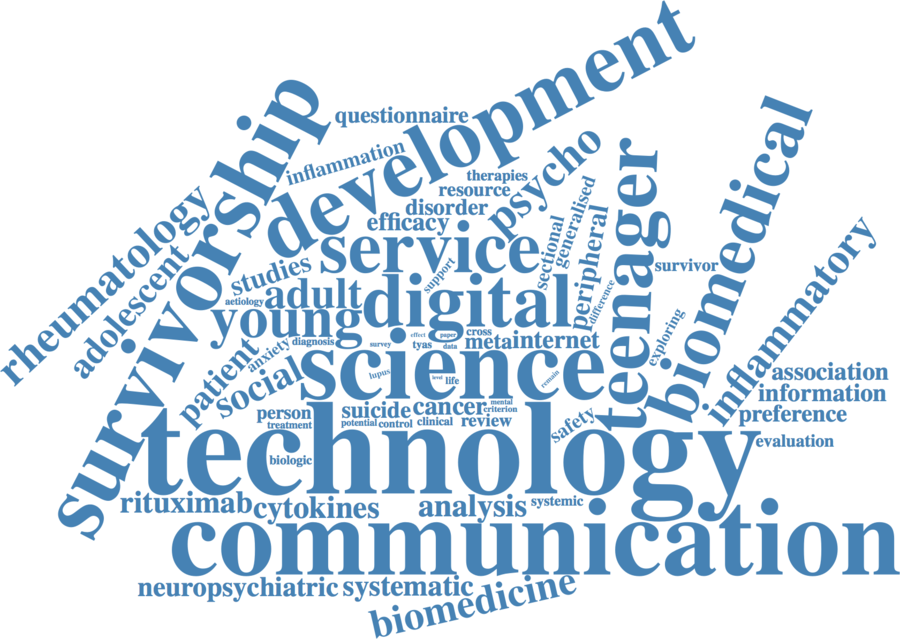 development
survivorship
questionnaire
inflammation
psycho
therapies
resource
disorder
efficacy
service
teenager
biomedical
rheumatology
adolescent
studies
support
sectional
generalised
peripheral
difference
survivor
inflammatory
aetiology
adult
digital
young
diagnosis
survey
effect
paper
tyas
data
cross
meta
internet
exploring
anxiety
patient
social
science
lupus
level
life
remain
association
information
preference
evaluation
person
treatment
suicide
potential
control
cancer
clinical
mental
criterion
review
safety
technology
biologic
rituximab
cytokines
analysis
systemic
communication
neuropsychiatric
systematic
biomedicine